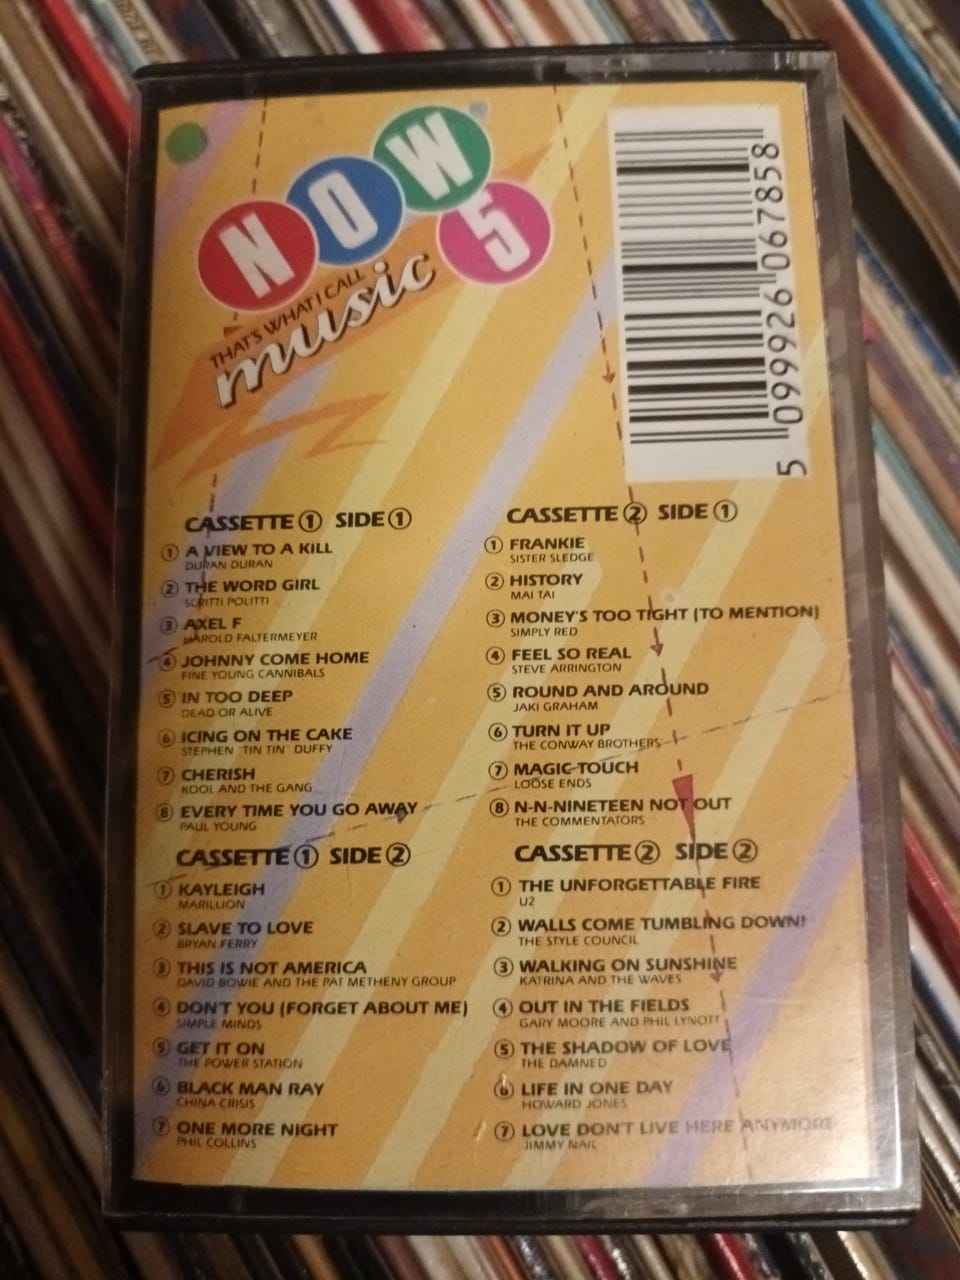 NOW 5
THAT'S WHAT I CALL
music
5 099926 067858
CASSETTE 1 SIDE 1
1 A VIEW TO A KILL
DURAN DURAN
2 THE WORD GIRL
SCRITTI POLITTI
3 AXEL F
HAROLD FALTERMEYER
4 JOHNNY COME HOME
FINE YOUNG CANNIBALS
5 IN TOO DEEP
DEAD OR ALIVE
6 ICING ON THE CAKE
STEPHEN "TIN TIN" DUFFY
7 CHERISH
KOOL AND THE GANG
8 EVERY TIME YOU GO AWAY
PAUL YOUNG
CASSETTE 1 SIDE 2
1 KAYLEIGH
MARILLION
2 SLAVE TO LOVE
BRYAN FERRY
3 THIS IS NOT AMERICA
DAVID BOWIE AND THE PAT METHENY GROUP
4 DON'T YOU (FORGET ABOUT ME)
SIMPLE MINDS
5 GET IT ON
THE POWER STATION
6 BLACK MAN RAY
CHINA CRISIS
7 ONE MORE NIGHT
PHIL COLLINS
CASSETTE 2 SIDE 1
1 FRANKIE
SISTER SLEDGE
2 HISTORY
MAI TAI
3 MONEY'S TOO TIGHT (TO MENTION)
SIMPLY RED
4 FEEL SO REAL
STEVE ARRINGTON
5 ROUND AND AROUND
JAKI GRAHAM
6 TURN IT UP
THE CONWAY BROTHERS
7 MAGIC TOUCH
LOOSE ENDS
8 N-N-NINETEEN NOT OUT
THE COMMENTATORS
CASSETTE 2 SIDE 2
1 THE UNFORGETTABLE FIRE
U2
2 WALLS COME TUMBLING DOWN!
THE STYLE COUNCIL
3 WALKING ON SUNSHINE
KATRINA AND THE WAVES
4 OUT IN THE FIELDS
GARY MOORE AND PHIL LYNOTT
5 THE SHADOW OF LOVE
THE DAMNED
6 LIFE IN ONE DAY
HOWARD JONES
7 LOVE DON'T LIVE HERE ANYMORE
JIMMY NAIL